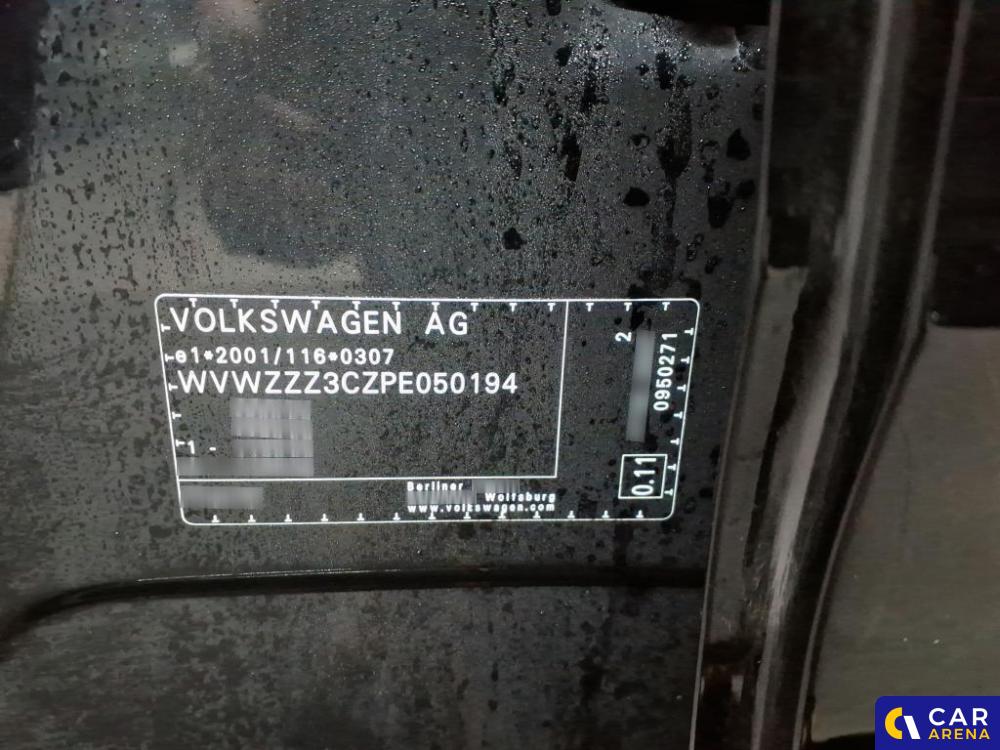 VOLKSWAGEN AG
e1*2001/116*0307
WVWZZZ3CZPE050194
1 -
Berliner
Wolfsburg
www.volkswagen.com
2
0950271
0.11
CAR
ARENA